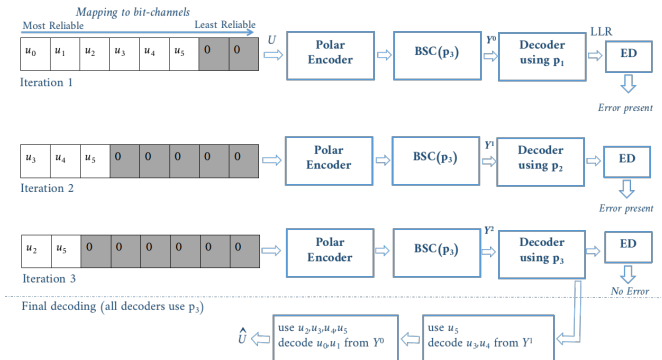 Mapping to bit-channels
Most Reliable Least Reliable
u₀ u₁ u₂ u₃ u₄ u₅ 0 0
U
Polar Encoder
BSC(p₃)
Y⁰
Decoder using p₁
LLR
ED
Iteration 1
Error present
u₃ u₄ u₅ 0 0 0 0 0
Polar Encoder
BSC(p₃)
Y¹
Decoder using p₂
ED
Iteration 2
Error present
u₂ u₅ 0 0 0 0 0 0
Polar Encoder
BSC(p₃)
Y²
Decoder using p₃
ED
Iteration 3
No Error
Final decoding (all decoders use p₃)
Û
use u₂,u₃,u₄,u₅
decode u₀,u₁ from Y⁰
use u₅
decode u₃,u₄ from Y¹